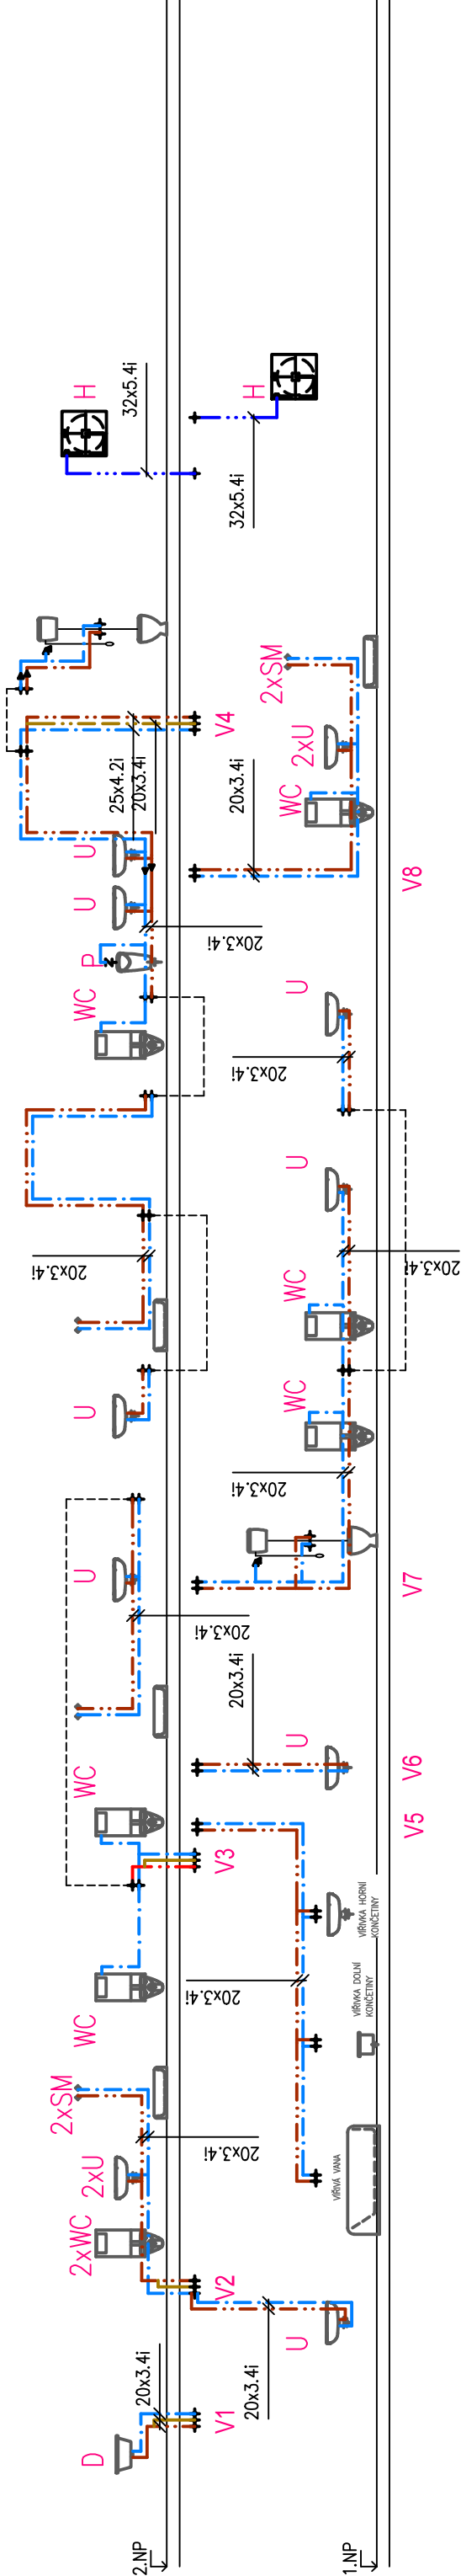 2.NP
D
20x3.4i
V1
2xWC
2xU
2xSM
20x3.4i
V2
WC
V3
WC
U
20x3.4i
U
20x3.4i
WC
P
U
U
20x3.4i
25x4.2i
20x3.4i
V4
H
32x5.4i
1.NP
20x3.4i
U
VÍŘIVÁ VANA
VÍŘIVKA DOLNÍ
KONČETINY
VÍŘIVKA HORNÍ
KONČETINY
20x3.4i
V5
20x3.4i
U
V6
V7
20x3.4i
WC
WC
U
20x3.4i
U
20x3.4i
20x3.4i
WC
2xU
2xSM
V8
32x5.4i
H